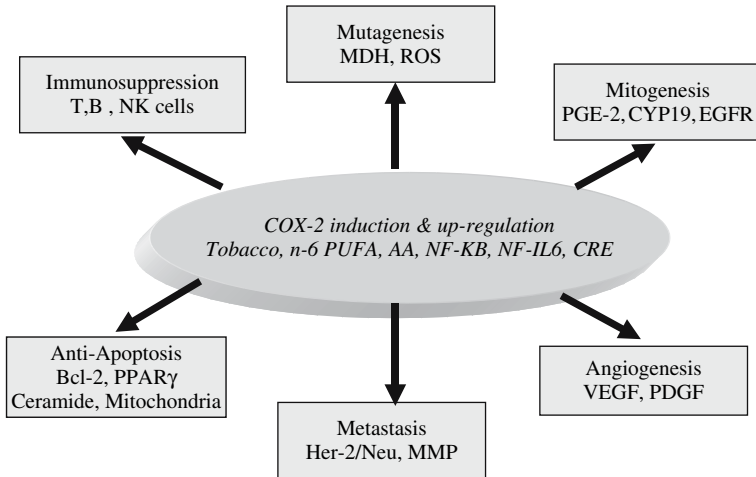 Mutagenesis
MDH, ROS
Immunosuppression
T,B , NK cells
Mitogenesis
PGE-2, CYP19, EGFR
COX-2 induction & up-regulation
Tobacco, n-6 PUFA, AA, NF-KB, NF-IL6, CRE
Anti-Apoptosis
Bcl-2, PPARγ
Ceramide, Mitochondria
Metastasis
Her-2/Neu, MMP
Angiogenesis
VEGF, PDGF